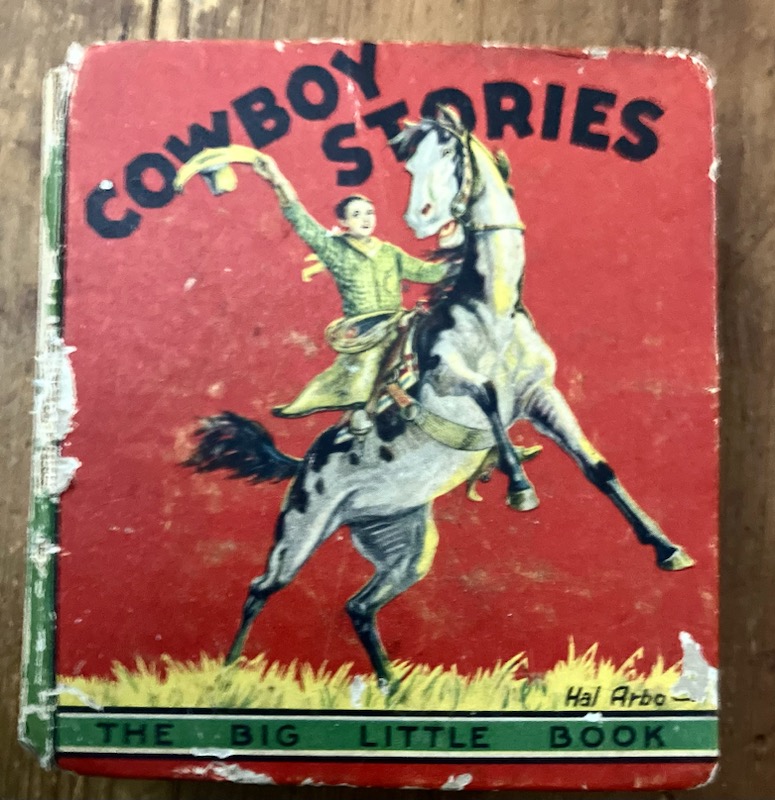 COWBOY
STORIES
Hal Arbo
THE BIG LITTLE BOOK